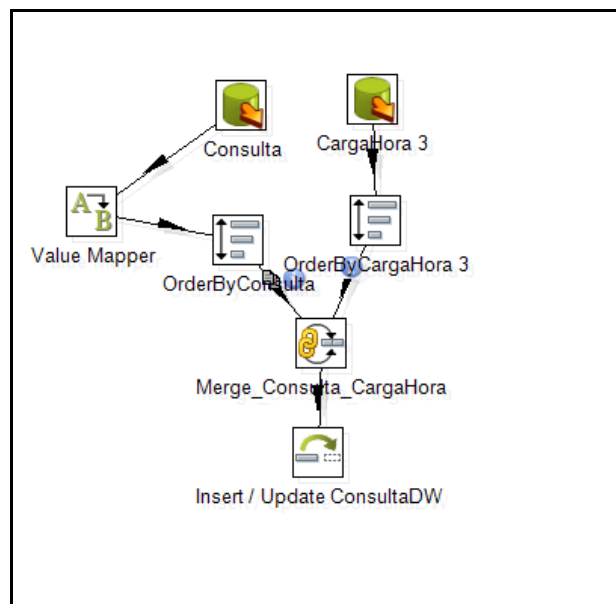 Consulta
CargaHora 3
A
B
Value Mapper
OrderByConsulta
OrderByCargaHora 3
Merge_Consulta_CargaHora
Insert / Update ConsultaDW